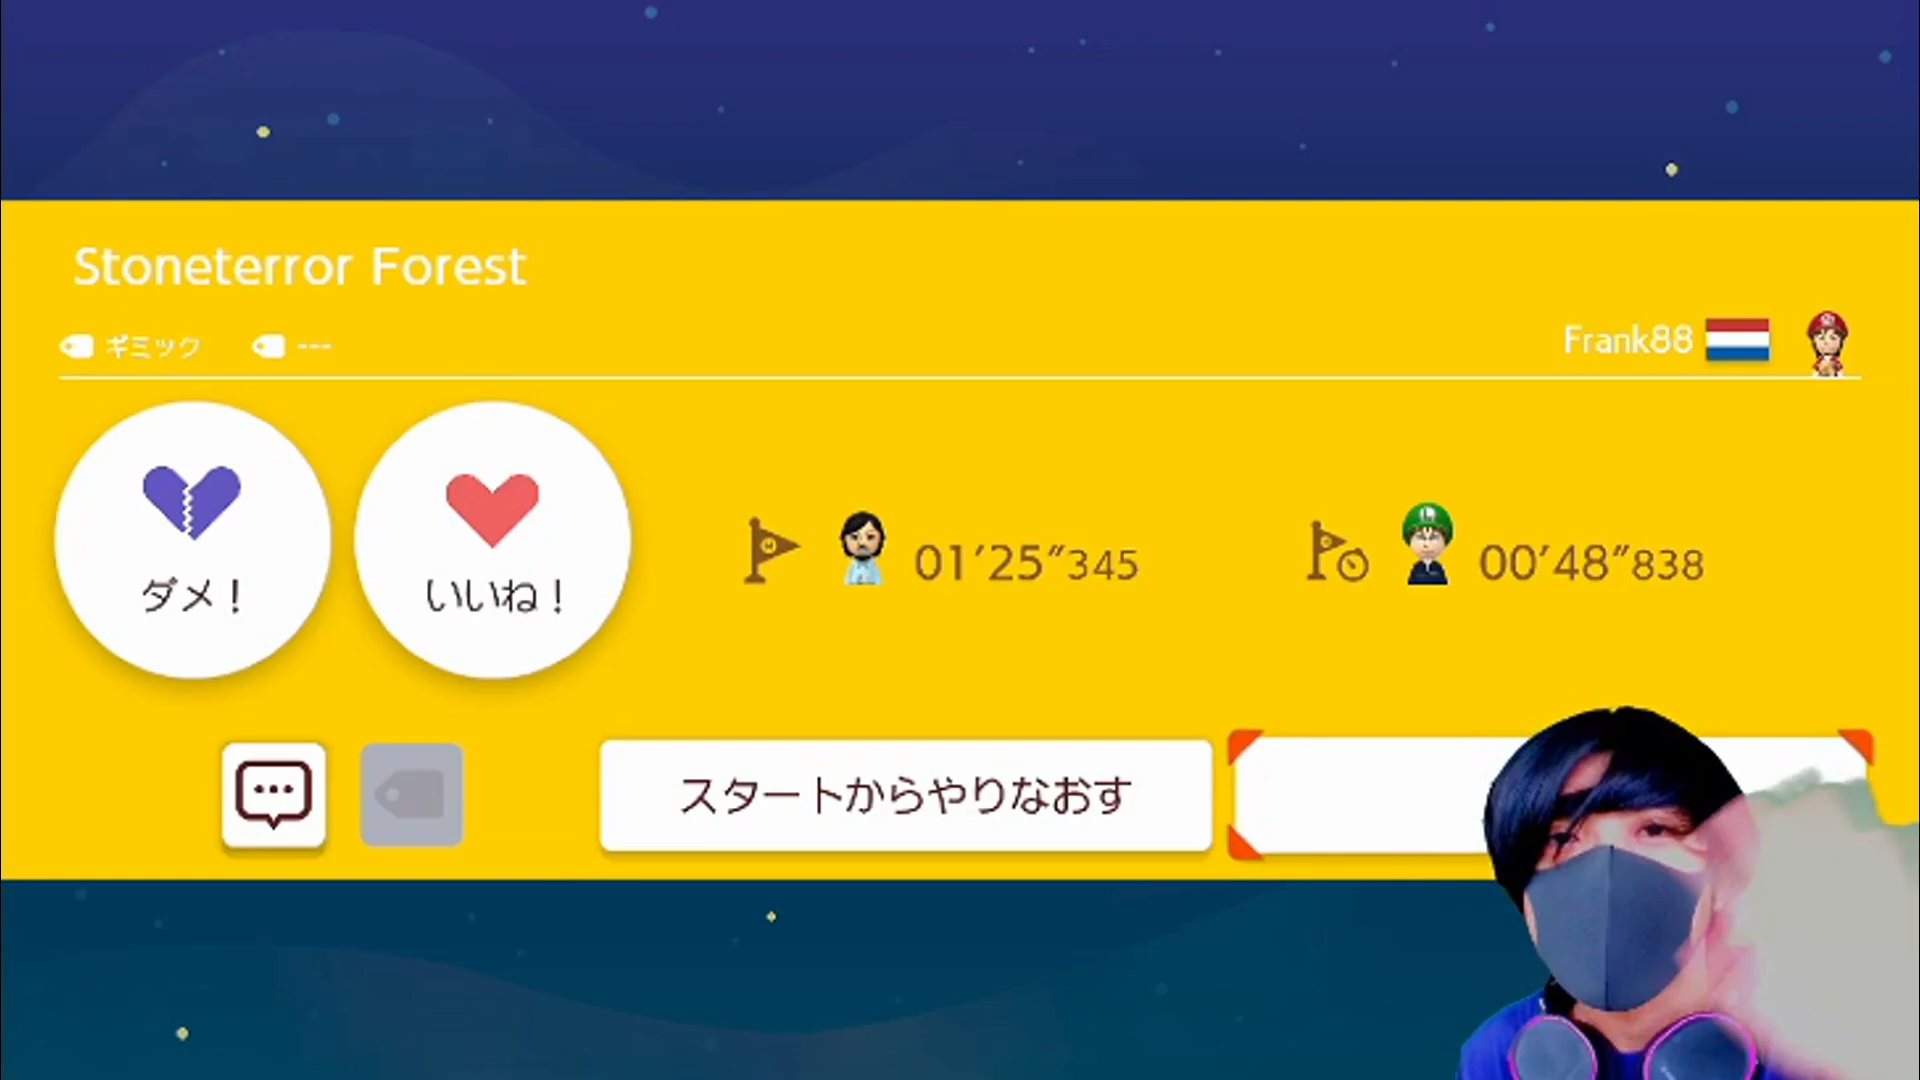 Stoneterror Forest
ギミック ---
Frank88
ダメ！
いいね！
01′25″345
00′48″838
スタートからやりなおす